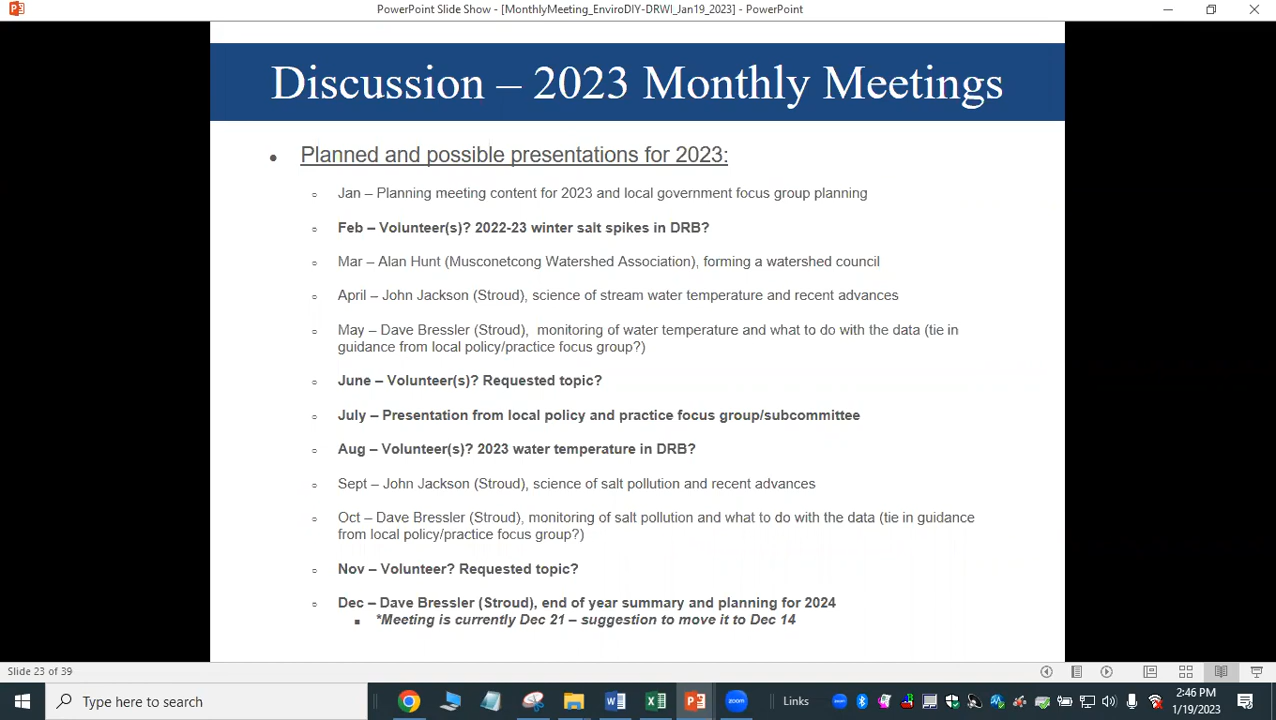 PowerPoint Slide Show - [MonthlyMeeting_EnviroDIY-DRWI_Jan19_2023] - PowerPoint
Discussion – 2023 Monthly Meetings
Planned and possible presentations for 2023:
Jan – Planning meeting content for 2023 and local government focus group planning
Feb – Volunteer(s)? 2022-23 winter salt spikes in DRB?
Mar – Alan Hunt (Musconetcong Watershed Association), forming a watershed council
April – John Jackson (Stroud), science of stream water temperature and recent advances
May – Dave Bressler (Stroud),  monitoring of water temperature and what to do with the data (tie in
guidance from local policy/practice focus group?)
June – Volunteer(s)? Requested topic?
July – Presentation from local policy and practice focus group/subcommittee
Aug – Volunteer(s)? 2023 water temperature in DRB?
Sept – John Jackson (Stroud), science of salt pollution and recent advances
Oct – Dave Bressler (Stroud), monitoring of salt pollution and what to do with the data (tie in guidance
from local policy/practice focus group?)
Nov – Volunteer? Requested topic?
Dec – Dave Bressler (Stroud), end of year summary and planning for 2024
*Meeting is currently Dec 21 – suggestion to move it to Dec 14
Slide 23 of 39
Type here to search
zoom
Links
2:46 PM
1/19/2023